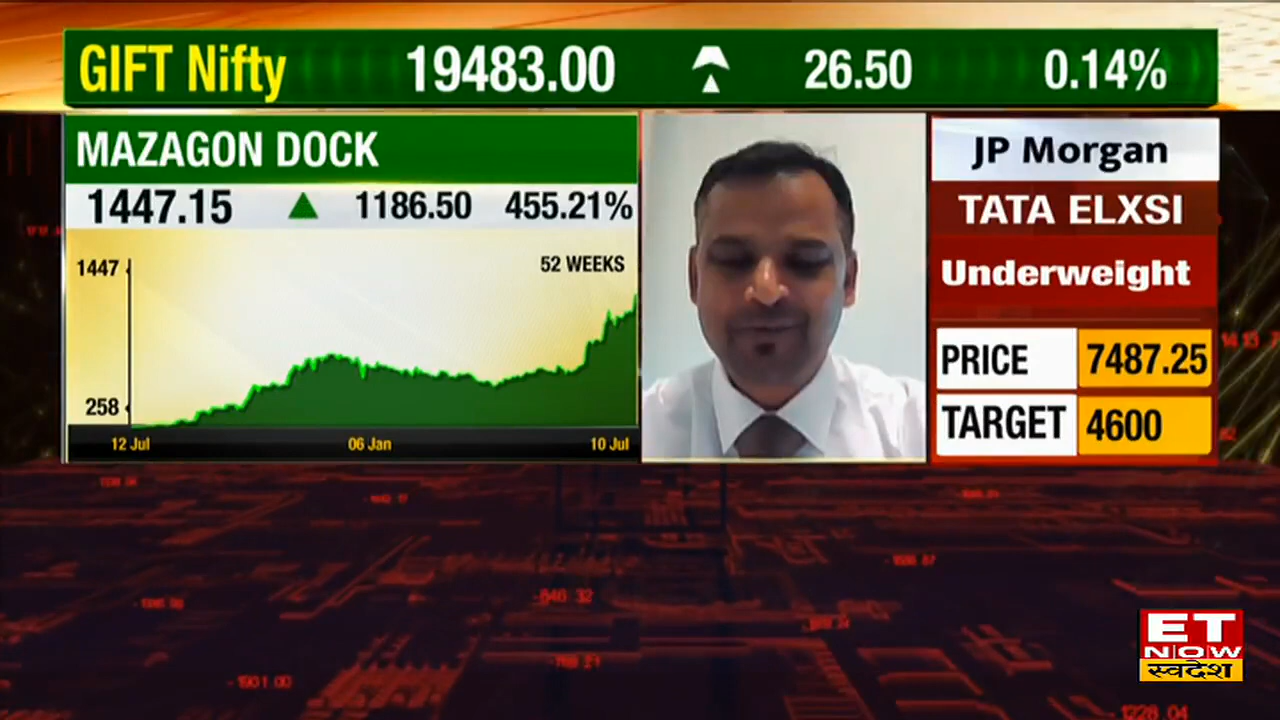 GIFT Nifty 19483.00 26.50 0.14%
MAZAGON DOCK
1447.15 1186.50 455.21%
1447
52 WEEKS
258
12 Jul 06 Jan 10 Jul
JP Morgan
TATA ELXSI
Underweight
PRICE 7487.25
TARGET 4600
ET
NOW
स्वदेश